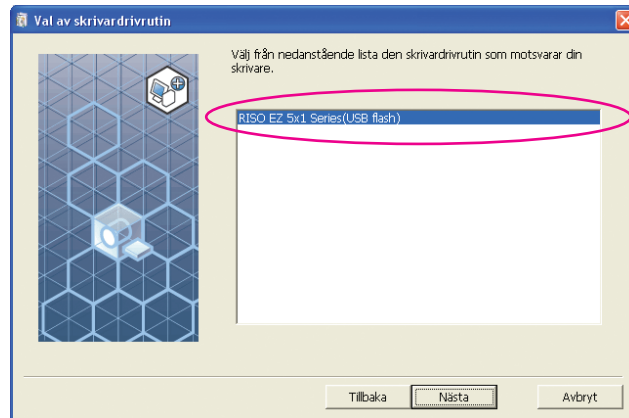 Val av skrivardrivrutin
Välj från nedanstående lista den skrivardrivrutin som motsvarar din
skrivare.
RISO EZ 5x1 Series(USB flash)
Tillbaka
Nästa
Avbryt